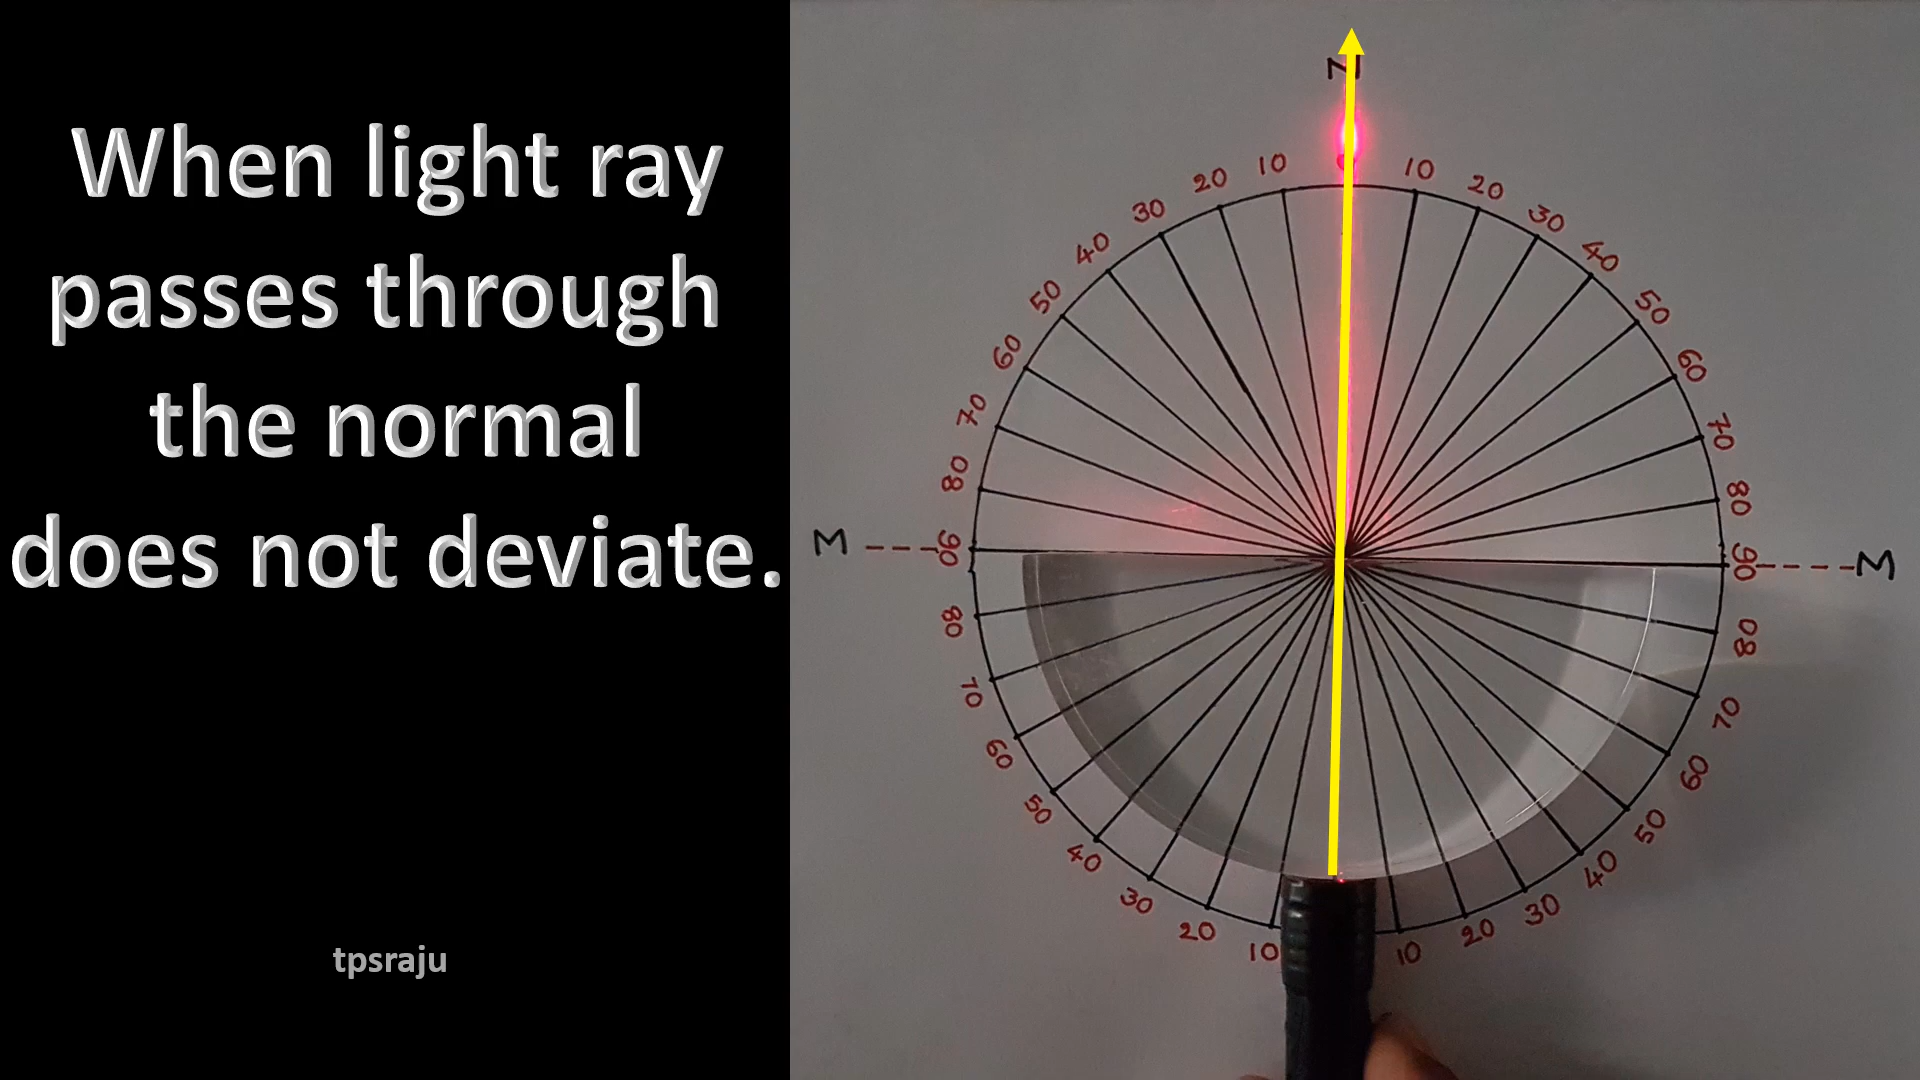 When light ray
passes through
the normal
does not deviate.
tpsraju
N
10 10
20 20
30 30
40 40
50 50
60 60
70 70
80 80
M 90 90 M
80 80
70 70
60 60
50 50
40 40
30 30
20 20
10 10